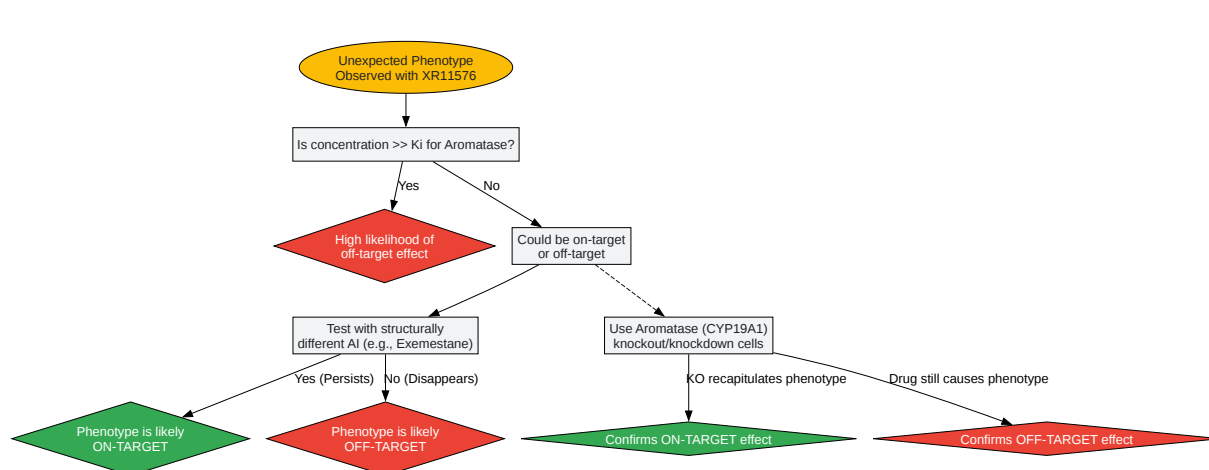 Unexpected Phenotype
Observed with XR11576
Is concentration >> Ki for Aromatase?
Yes
No
High likelihood of
off-target effect
Could be on-target
or off-target
Test with structurally
different AI (e.g., Exemestane)
Use Aromatase (CYP19A1)
knockout/knockdown cells
Yes (Persists)
No (Disappears)
KO recapitulates phenotype
Drug still causes phenotype
Phenotype is likely
ON-TARGET
Phenotype is likely
OFF-TARGET
Confirms ON-TARGET effect
Confirms OFF-TARGET effect